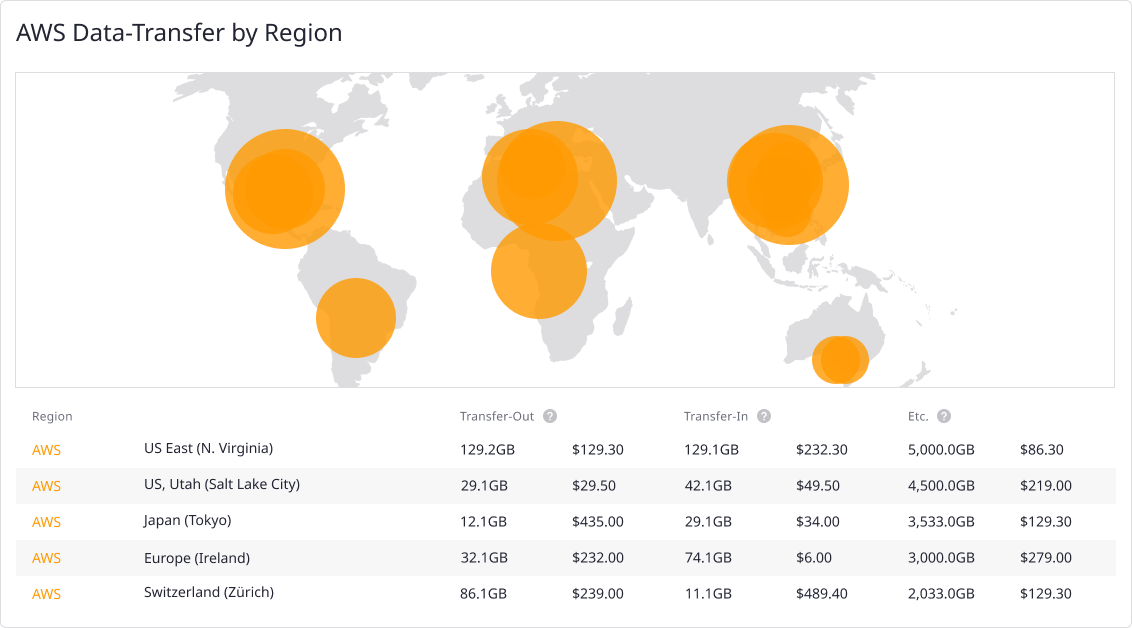 AWS Data-Transfer by Region
Region Transfer-Out ? Transfer-In ? Etc. ?
AWS US East (N. Virginia) 129.2GB $129.30 129.1GB $232.30 5,000.0GB $86.30
AWS US, Utah (Salt Lake City) 29.1GB $29.50 42.1GB $49.50 4,500.0GB $219.00
AWS Japan (Tokyo) 12.1GB $435.00 29.1GB $34.00 3,533.0GB $129.30
AWS Europe (Ireland) 32.1GB $232.00 74.1GB $6.00 3,000.0GB $279.00
AWS Switzerland (Zürich) 86.1GB $239.00 11.1GB $489.40 2,033.0GB $129.30